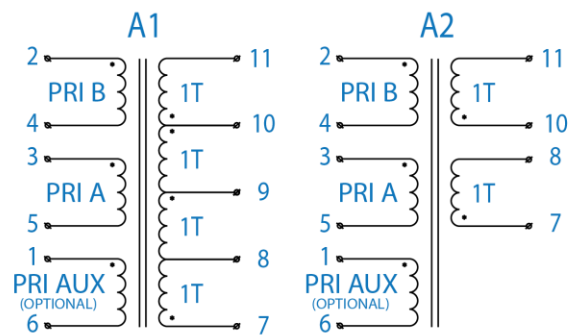 A1
2
PRI B
4
3
PRI A
5
1
PRI AUX
(OPTIONAL)
6
11
1T
10
1T
9
1T
8
1T
7
A2
2
PRI B
4
3
PRI A
5
1
PRI AUX
(OPTIONAL)
6
11
1T
10
8
1T
7